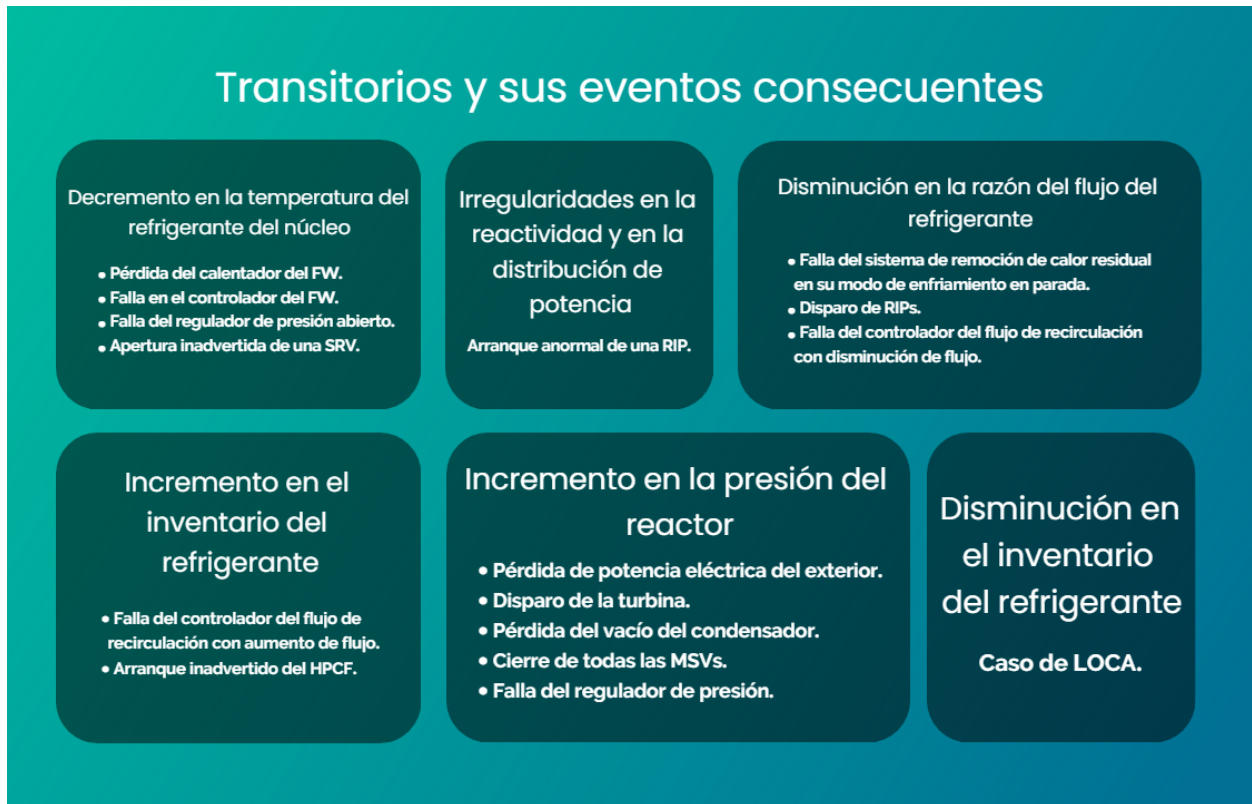 Transitorios y sus eventos consecuentes
Decremento en la temperatura del
refrigerante del núcleo
• Pérdida del calentador del FW.
• Falla en el controlador del FW.
• Falla del regulador de presión abierto.
• Apertura inadvertida de una SRV.
Irregularidades en la
reactividad y en la
distribución de
potencia
Arranque anormal de una RIP.
Disminución en la razón del flujo del
refrigerante
• Falla del sistema de remoción de calor residual
en su modo de enfriamiento en parada.
• Disparo de RIPs.
• Falla del controlador del flujo de recirculación
con disminución de flujo.
Incremento en el
inventario del
refrigerante
• Falla del controlador del flujo de
recirculación con aumento de flujo.
• Arranque inadvertido del HPCF.
Incremento en la presión del
reactor
• Pérdida de potencia eléctrica del exterior.
• Disparo de la turbina.
• Pérdida del vacío del condensador.
• Cierre de todas las MSVs.
• Falla del regulador de presión.
Disminución en
el inventario
del refrigerante
Caso de LOCA.